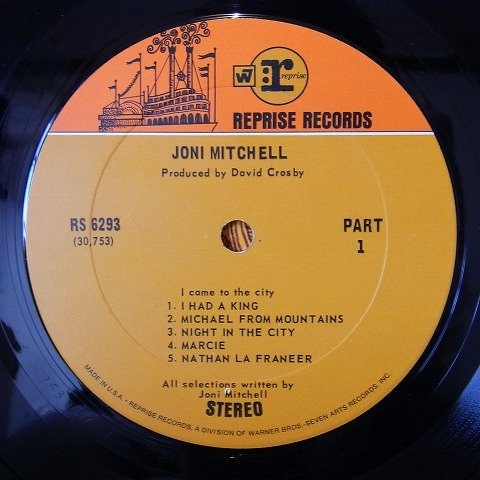 W
r reprise
REPRISE RECORDS
JONI MITCHELL
Produced by David Crosby
RS 6293
(30,753)
PART
1
I came to the city
1. I HAD A KING
2. MICHAEL FROM MOUNTAINS
3. NIGHT IN THE CITY
4. MARCIE
5. NATHAN LA FRANEER
All selections written by
Joni Mitchell
STEREO
MADE IN U.S.A. • REPRISE RECORDS, A DIVISION OF WARNER BROS.-SEVEN ARTS RECORDS, INC.